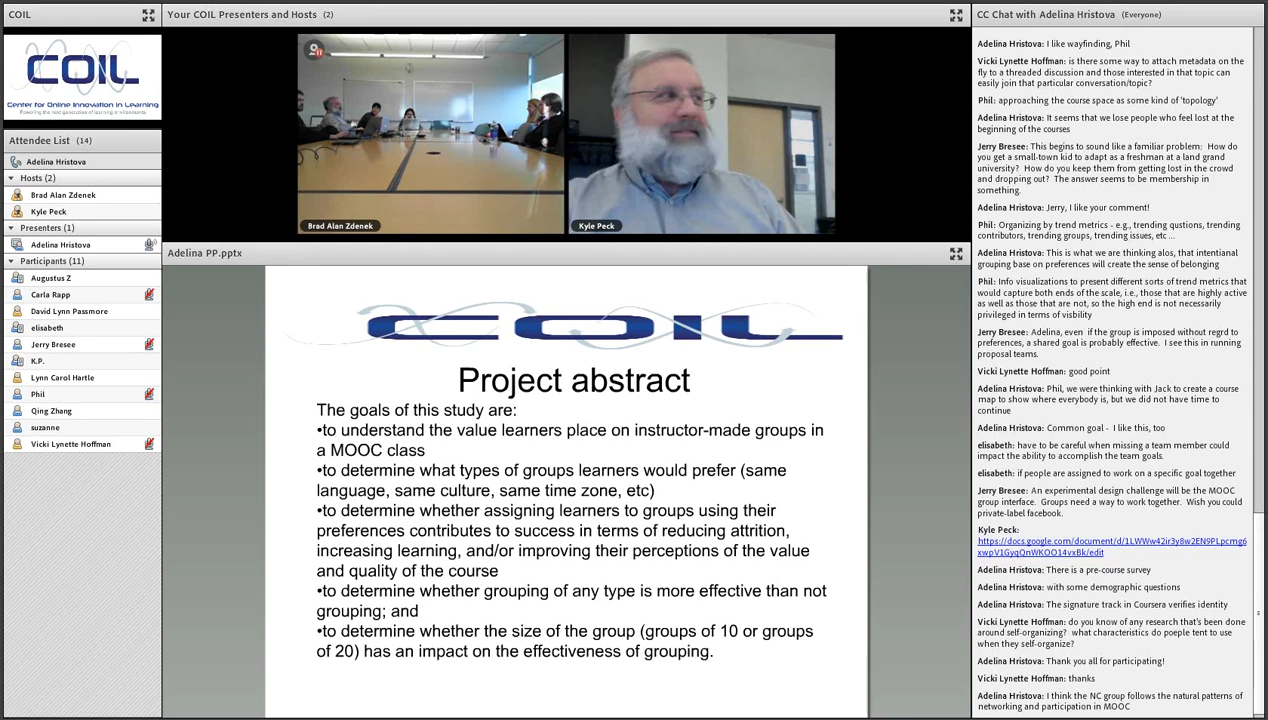 COIL
Your COIL Presenters and Hosts (2)
CC Chat with Adelina Hristova (Everyone)
COIL
Center for Online Innovation in Learning
Powering the next generation of learning environments.
Attendee List (14)
Adelina Hristova
Hosts (2)
Brad Alan Zdenek
Kyle Peck
Presenters (1)
Adelina Hristova
Participants (11)
Augustus Z
Carla Rapp
David Lynn Passmore
elisabeth
Jerry Bresee
K.P.
Lynn Carol Hartle
Phil
Qing Zhang
suzanne
Vicki Lynette Hoffman
Brad Alan Zdenek
Kyle Peck
Adelina PP.pptx
COIL
Project abstract
The goals of this study are:
•to understand the value learners place on instructor-made groups in
a MOOC class
•to determine what types of groups learners would prefer (same
language, same culture, same time zone, etc)
•to determine whether assigning learners to groups using their
preferences contributes to success in terms of reducing attrition,
increasing learning, and/or improving their perceptions of the value
and quality of the course
•to determine whether grouping of any type is more effective than not
grouping; and
•to determine whether the size of the group (groups of 10 or groups
of 20) has an impact on the effectiveness of grouping.
Adelina Hristova: I like wayfinding, Phil
Vicki Lynette Hoffman: is there some way to attach metadata on the
fly to a threaded discussion and those interested in that topic can
easily join that particular conversation/topic?
Phil: approaching the course space as some kind of 'topology'
Adelina Hristova: It seems that we lose people who feel lost at the
beginning of the courses
Jerry Bresee: This begins to sound like a familiar problem: How do
you get a small-town kid to adapt as a freshman at a land grand
university? How do you keep them from getting lost in the crowd
and dropping out? The answer seems to be membership in
something.
Adelina Hristova: Jerry, I like your comment!
Phil: Organizing by trend metrics - e.g., trending qustions, trending
contributors, trending groups, trending issues, etc ...
Adelina Hristova: This is what we are thinking alos, that intentianal
grouping base on preferences will create the sense of belonging
Phil: Info visualizations to present different sorts of trend metrics that
would capture both ends of the scale, i.e., those that are highly active
as well as those that are not, so the high end is not necessarily
privileged in terms of visbility
Jerry Bresee: Adelina, even if the group is imposed without regrd to
preferences, a shared goal is probably effective. I see this in running
proposal teams.
Vicki Lynette Hoffman: good point
Adelina Hristova: Phil, we were thinking with Jack to create a course
map to show where everybody is, but we did not have time to
continue
Adelina Hristova: Common goal - I like this, too
elisabeth: have to be careful when missing a team member could
impact the ability to accomplish the team goals.
elisabeth: if people are assigned to work on a specific goal together
Jerry Bresee: An experimental design challenge will be the MOOC
group interface. Groups need a way to work together. Wish you could
private-label facebook.
Kyle Peck:
https://docs.google.com/document/d/1LWWw42ir3y8w2EN9PLpcmg6
xwpV1GyqQnWKOO14vxBk/edit
Adelina Hristova: There is a pre-course survey
Adelina Hristova: with some demographic questions
Adelina Hristova: The signature track in Coursera verifies identity
Vicki Lynette Hoffman: do you know of any research that's been done
around self-organizing? what characteristics do poeple tent to use
when they self-organize?
Adelina Hristova: Thank you all for participating!
Vicki Lynette Hoffman: thanks
Adelina Hristova: I think the NC group follows the natural patterns of
networking and participation in MOOC